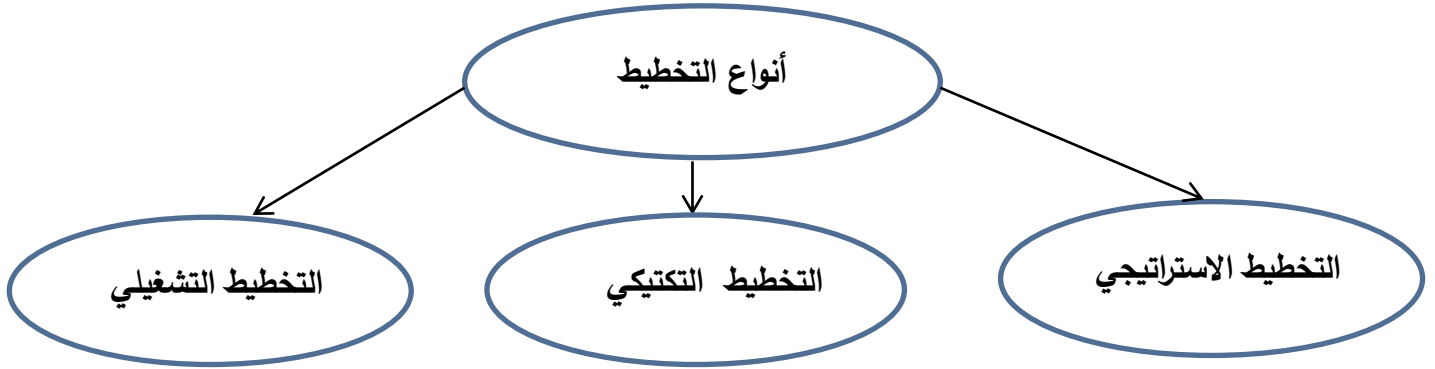 أنواع التخطيط
التخطيط الاستراتيجي
التخطيط التكتيكي
التخطيط التشغيلي